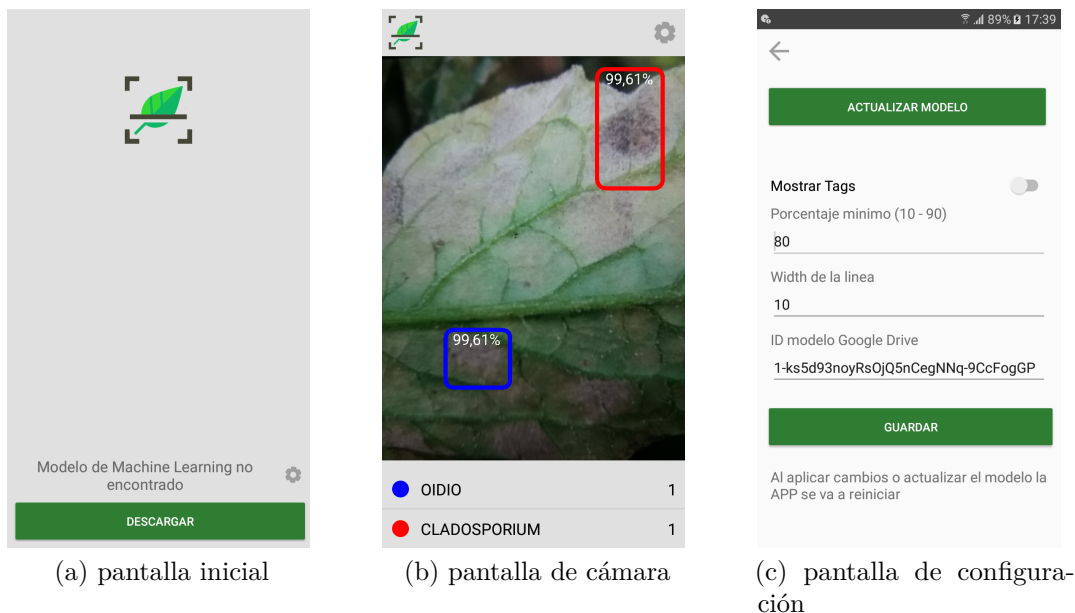 Modelo de Machine Learning no
encontrado
DESCARGAR
(a) pantalla inicial
99,61%
99,61%
OIDIO 1
CLADOSPORIUM 1
(b) pantalla de cámara
89% 17:39
ACTUALIZAR MODELO
Mostrar Tags
Porcentaje minimo (10 - 90)
80
Width de la linea
10
ID modelo Google Drive
1-ks5d93noyRsOjQ5nCegNNq-9CcFogGP
GUARDAR
Al aplicar cambios o actualizar el modelo la
APP se va a reiniciar
(c) pantalla de configura-
ción